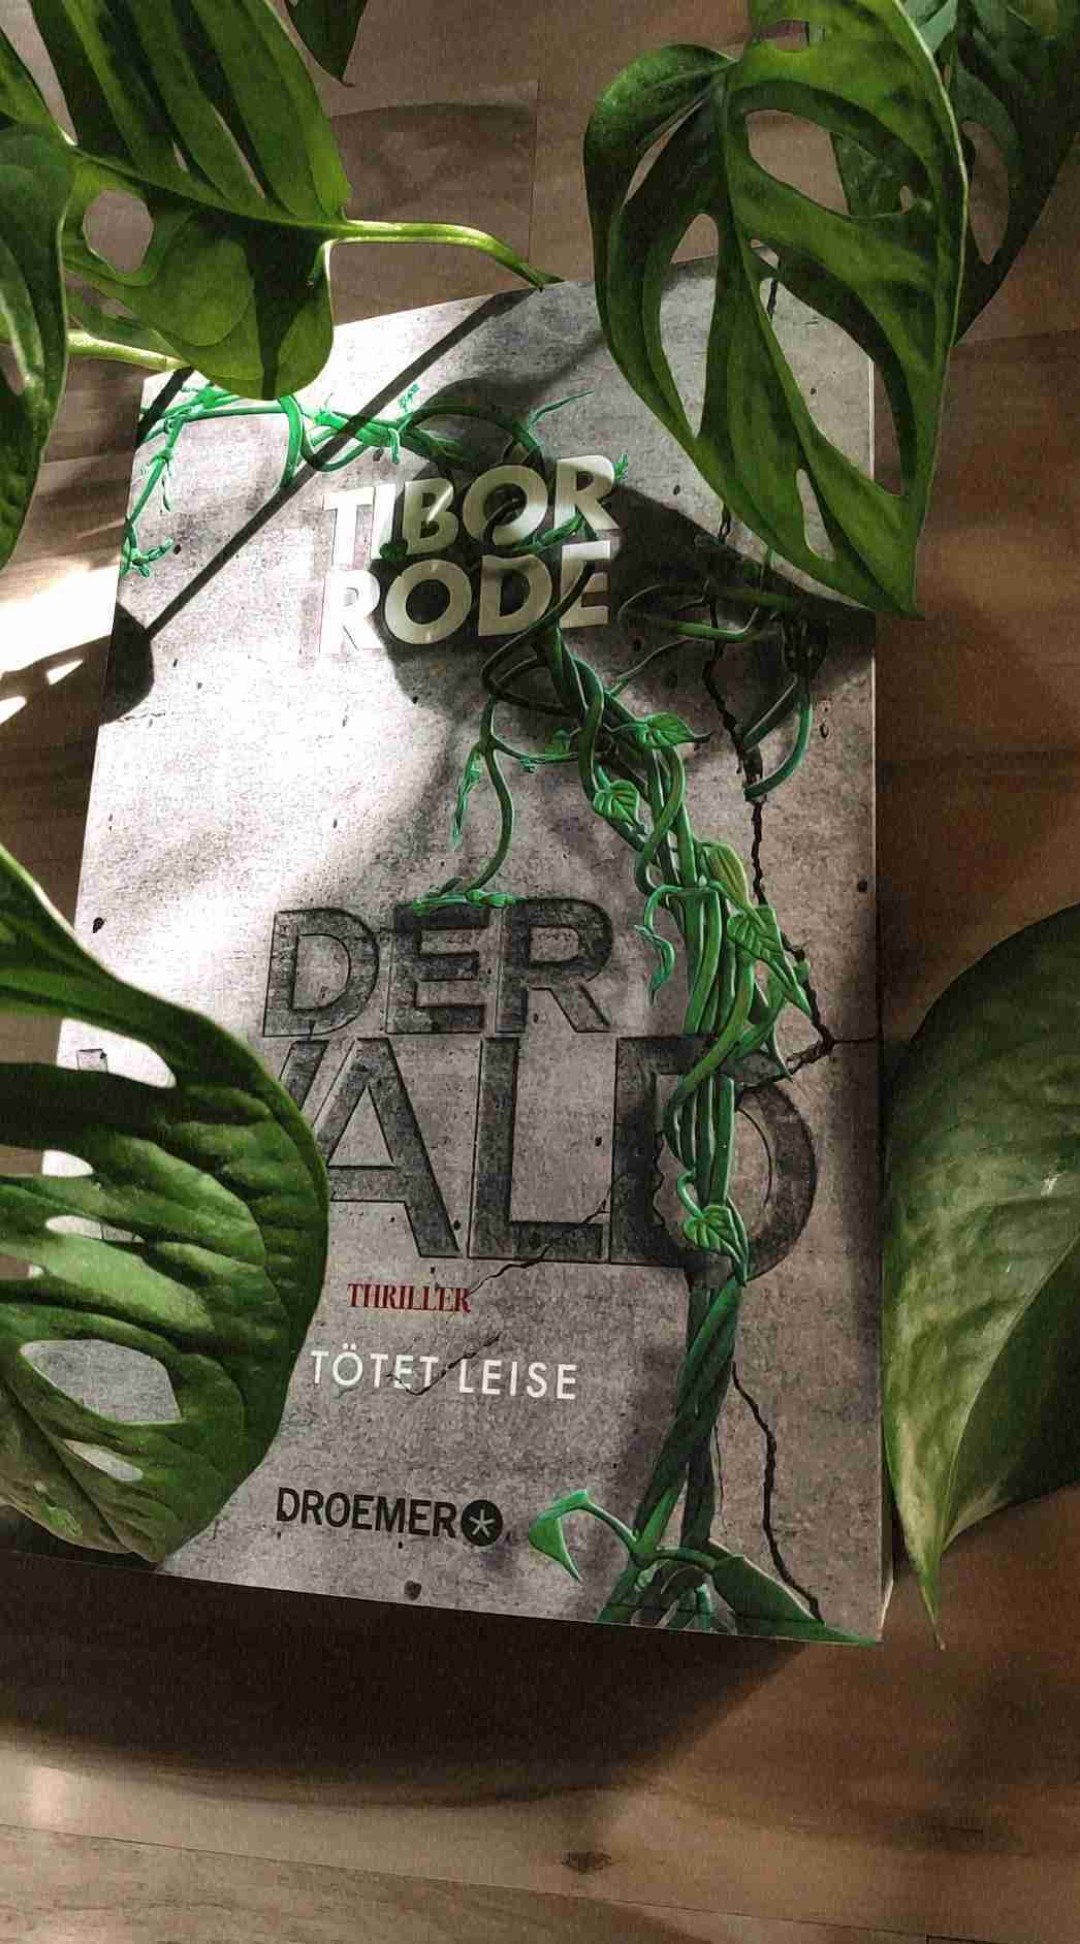 TIBOR
RODE
DER
WALD
THRILLER
TÖTET LEISE
DROEMER